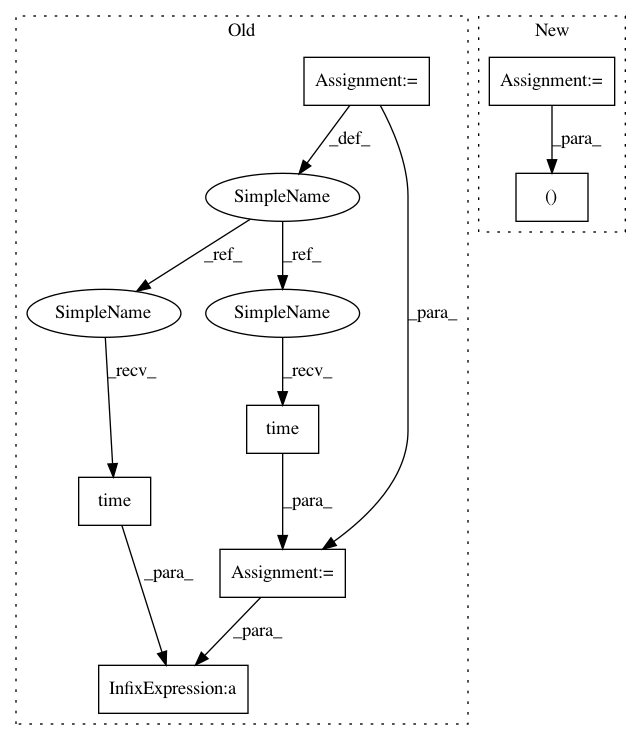 Old
New
Assignment:=
Assignment:=
_def_
_para_
SimpleName
()
_ref_
_ref_
SimpleName
SimpleName
_para_
_recv_
_recv_
time
time
_para_
_para_
Assignment:=
_para_
InfixExpression:a